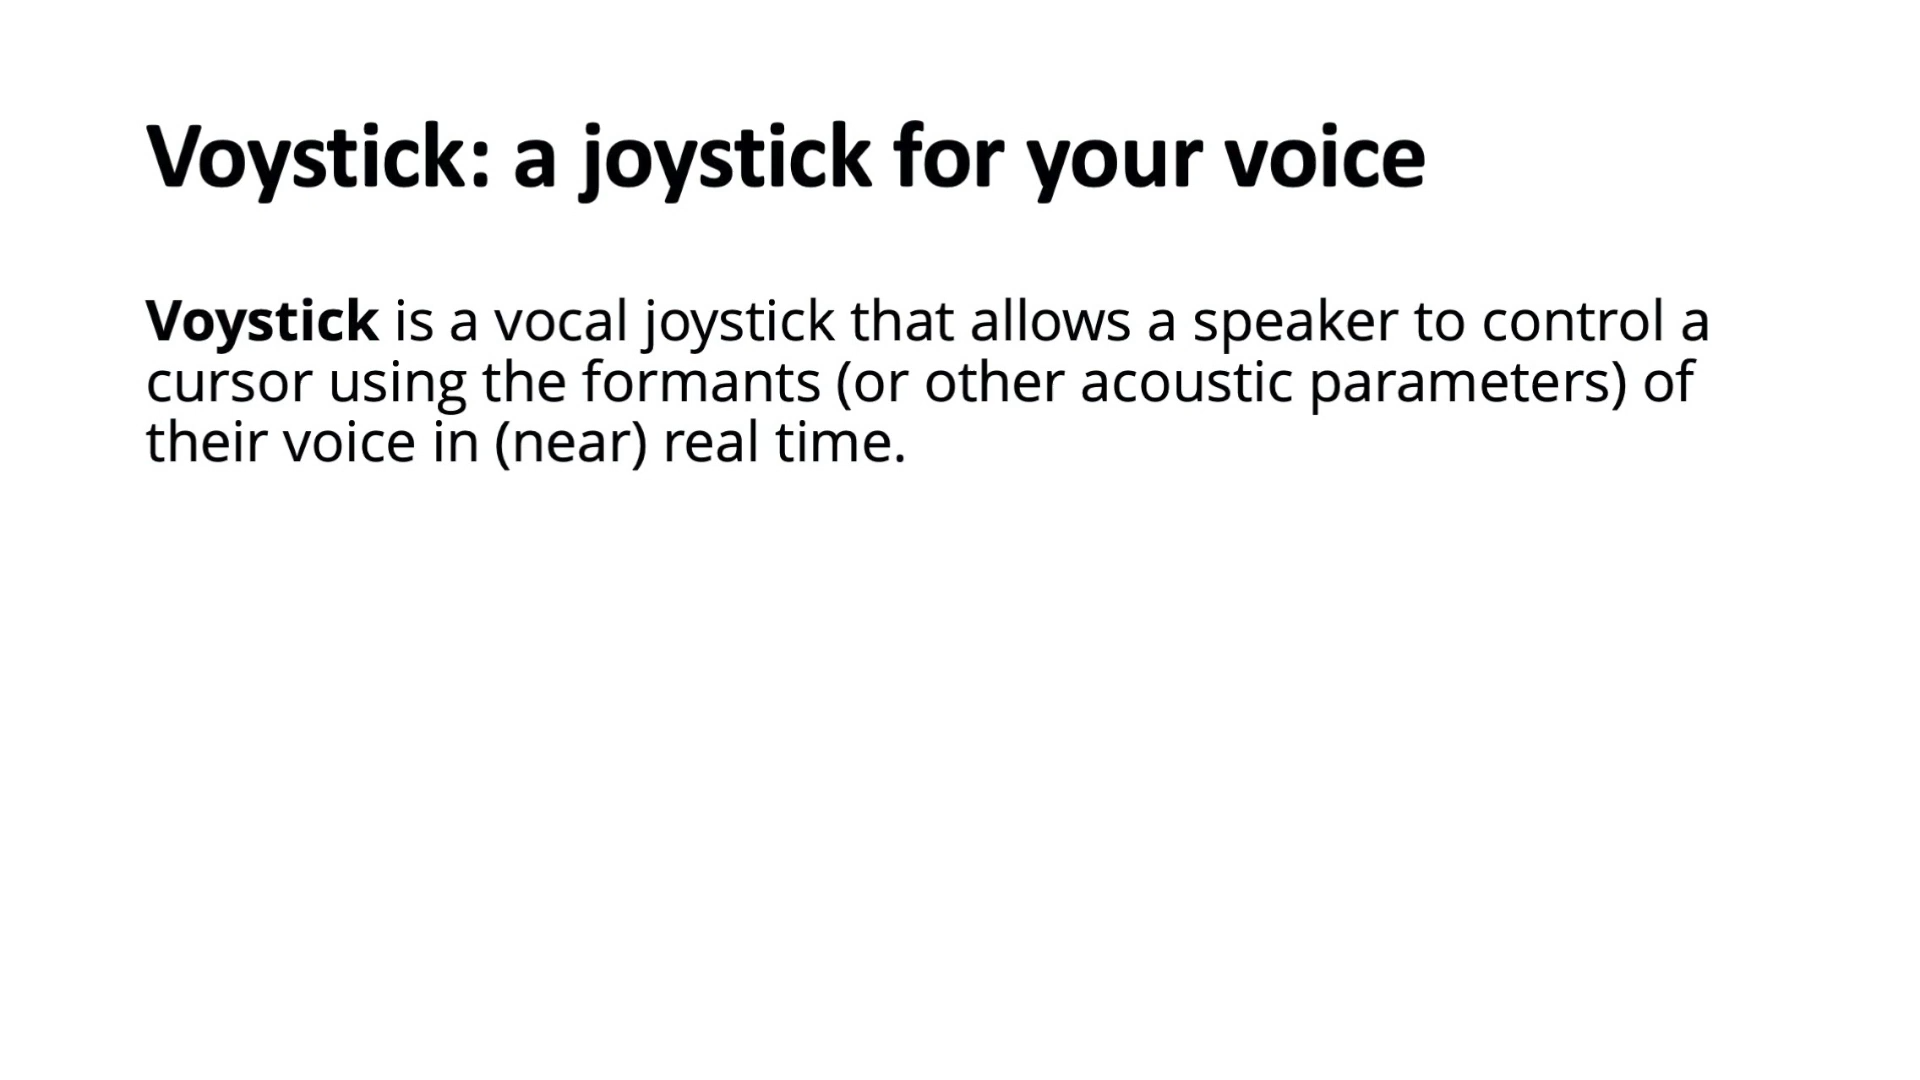 Voystick: a joystick for your voice
Voystick is a vocal joystick that allows a speaker to control a
cursor using the formants (or other acoustic parameters) of
their voice in (near) real time.